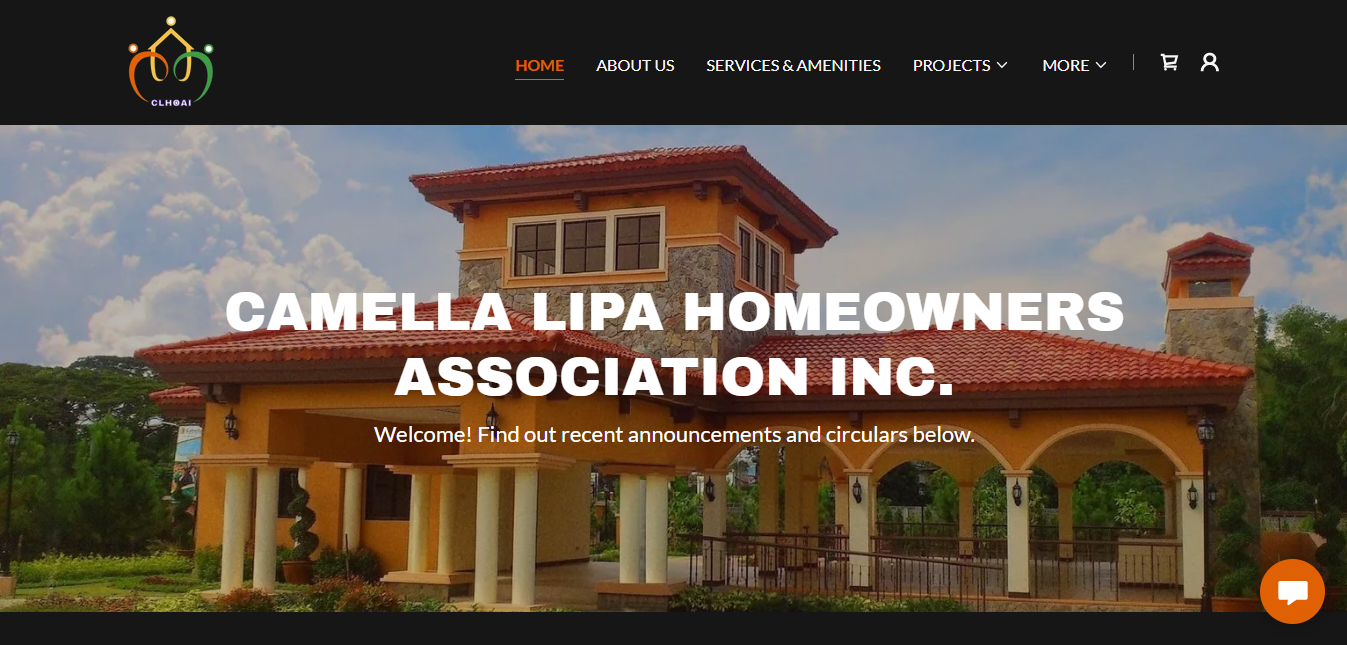 CLHOAI
HOME
ABOUT US
SERVICES & AMENITIES
PROJECTS
MORE
CAMELLA LIPA HOMEOWNERS
ASSOCIATION INC.
Welcome! Find out recent announcements and circulars below.